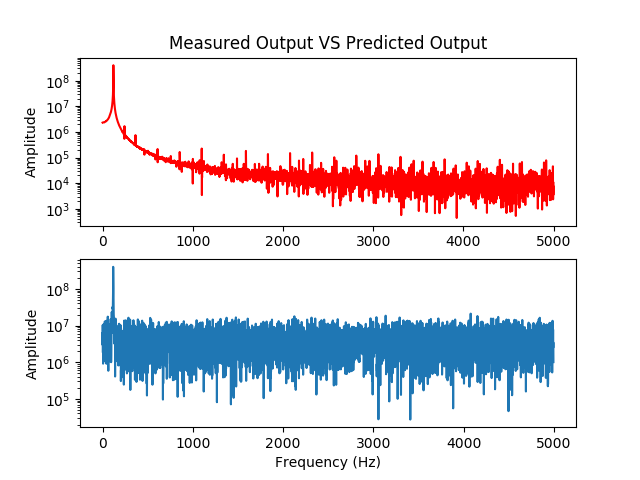 Measured Output VS Predicted Output
Amplitude
10⁸
10⁷
10⁶
10⁵
10⁴
10³
0 1000 2000 3000 4000 5000
Amplitude
10⁸
10⁷
10⁶
10⁵
0 1000 2000 3000 4000 5000
Frequency (Hz)